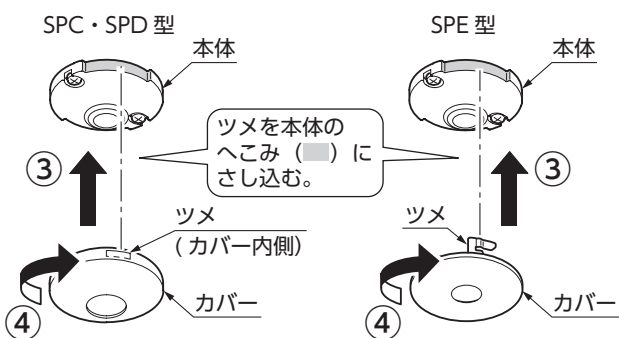 SPC・SPD 型
本体
③
ツメ
( カバー内側)
④
カバー
ツメを本体の
へこみ( )に
さし込む。
SPE 型
本体
③
ツメ
④
カバー